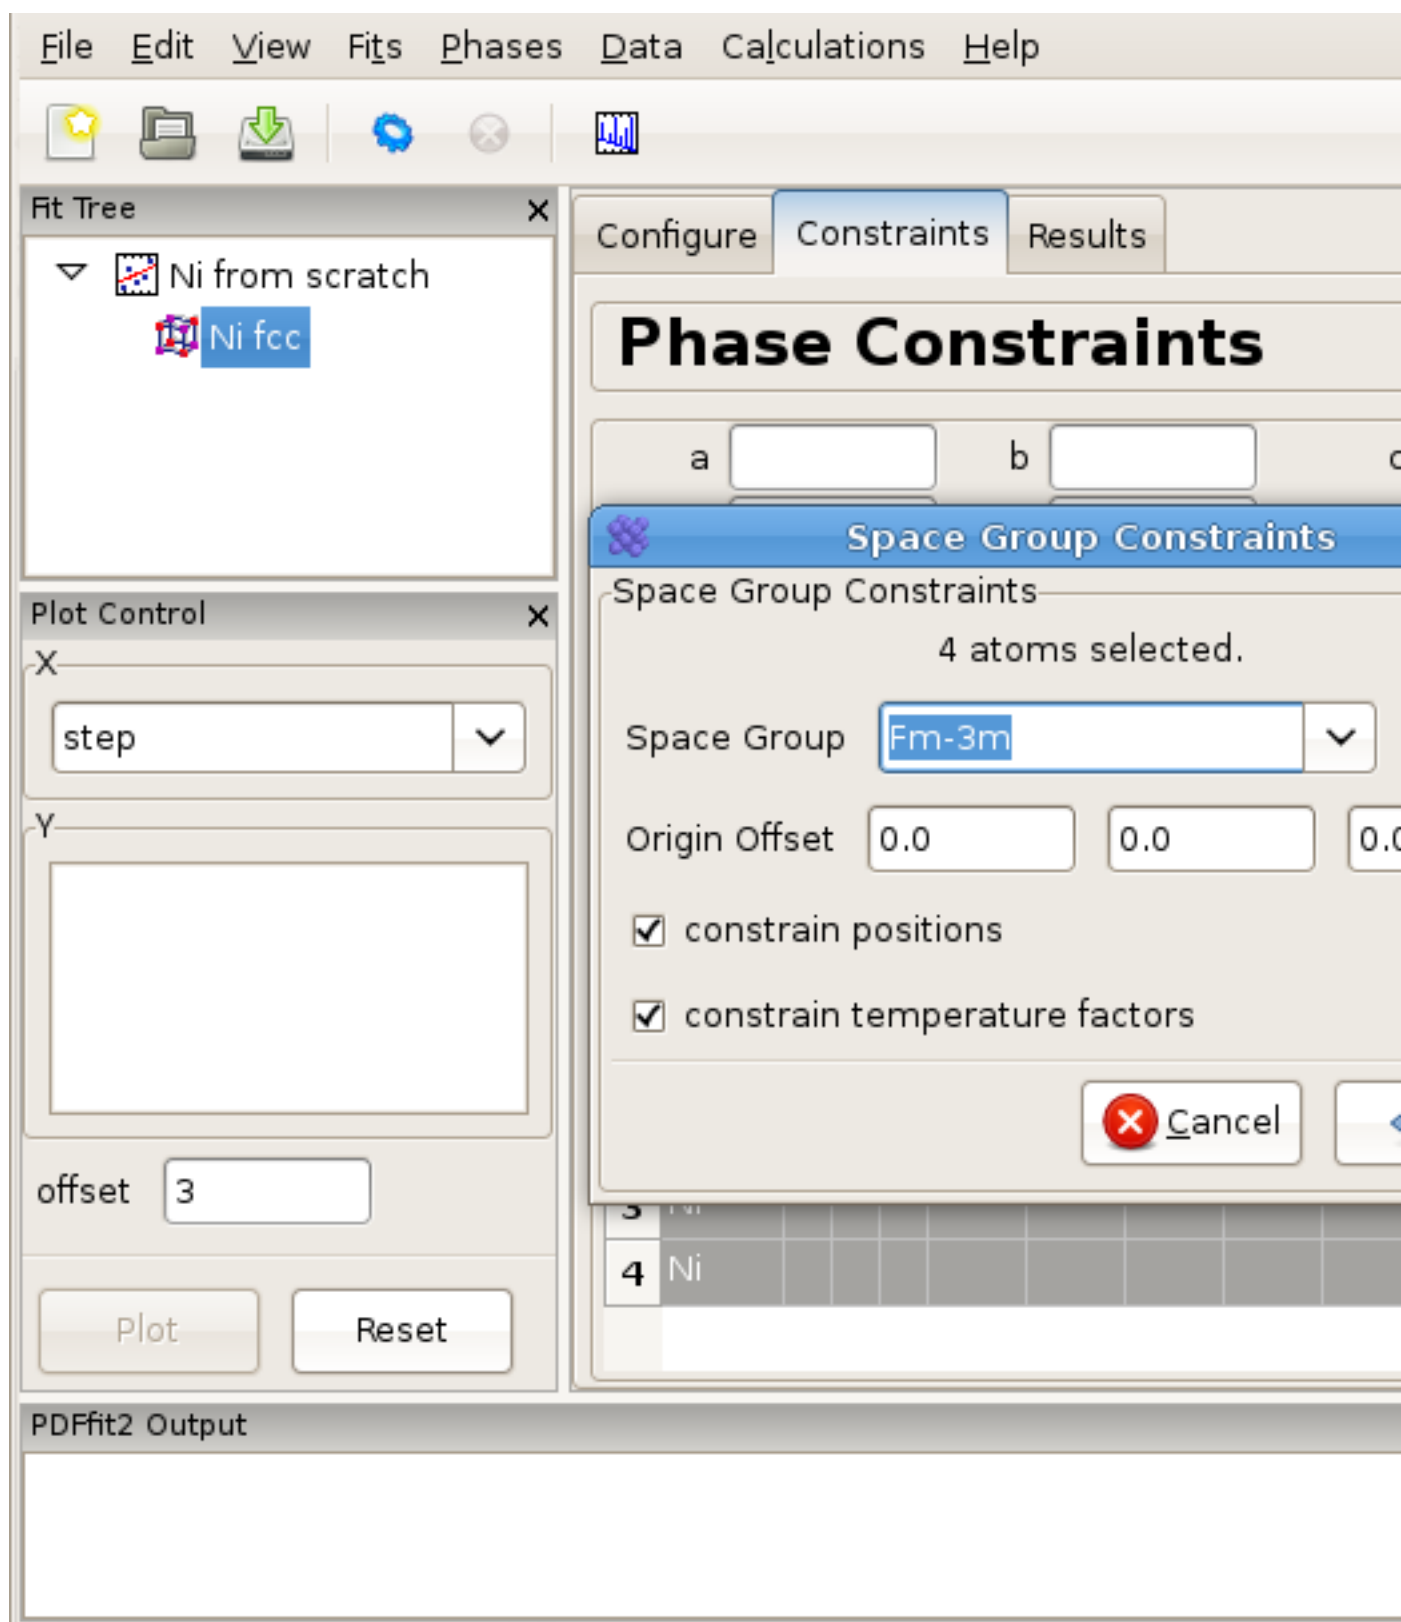 File Edit View Fits Phases Data Calculations Help
Fit Tree
Ni from scratch
Ni fcc
Configure Constraints Results
Phase Constraints
a b
Space Group Constraints
Space Group Constraints
4 atoms selected.
Space Group Fm-3m
Origin Offset 0.0 0.0
constrain positions
constrain temperature factors
Cancel
3 Ni
4 Ni
Plot Control
X
step
Y
offset 3
Plot Reset
PDFfit2 Output